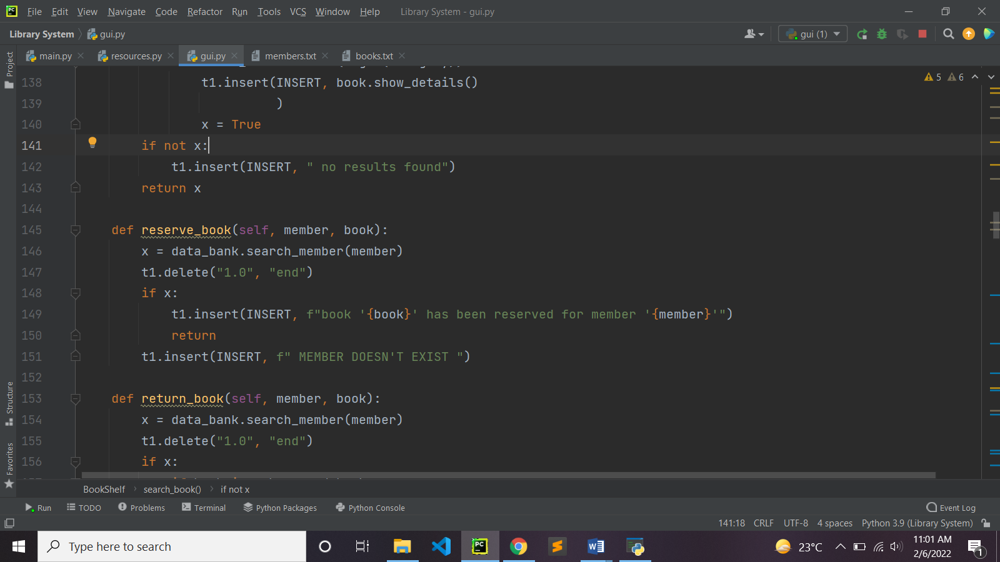 PC File Edit View Navigate Code Refactor Run Tools VCS Window Help Library System - gui.py
Library System gui.py gui (1)
main.py resources.py gui.py members.txt books.txt
Project
5 6
138 t1.insert(INSERT, book.show_details()
139 )
140 x = True
141 if not x:
142 t1.insert(INSERT, " no results found")
143 return x
144
145 def reserve_book(self, member, book):
146 x = data_bank.search_member(member)
147 t1.delete("1.0", "end")
148 if x:
149 t1.insert(INSERT, f"book '{book}' has been reserved for member '{member}'")
150 return
151 t1.insert(INSERT, f" MEMBER DOESN'T EXIST ")
152
153 def return_book(self, member, book):
154 x = data_bank.search_member(member)
155 t1.delete("1.0", "end")
156 if x:
Structure
Favorites
BookShelf search_book() if not x
Run TODO Problems Terminal Python Packages Python Console Event Log
141:18 CRLF UTF-8 4 spaces Python 3.9 (Library System)
Type here to search PC 23°C 11:01 AM
2/6/2022 1